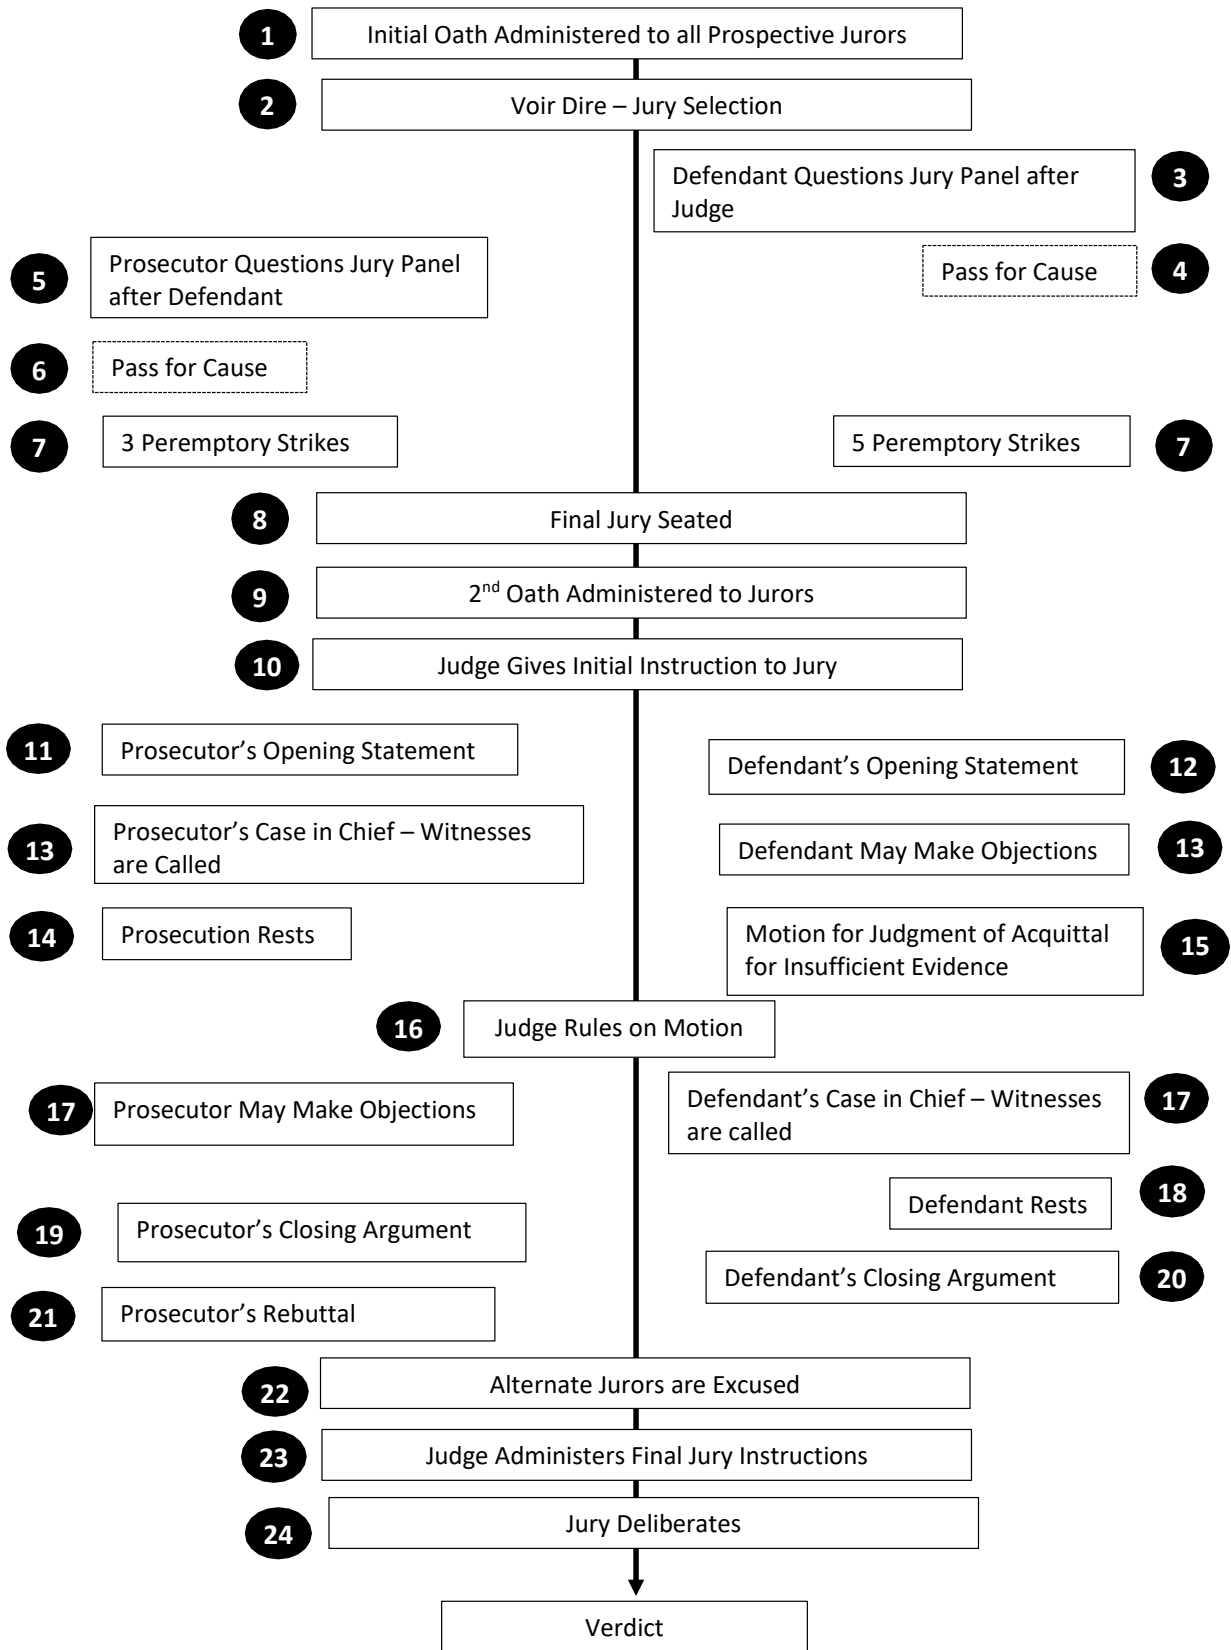 1
Initial Oath Administered to all Prospective Jurors
2
Voir Dire – Jury Selection
Defendant Questions Jury Panel after
Judge
3
5
Prosecutor Questions Jury Panel
after Defendant
Pass for Cause
4
6
Pass for Cause
7
3 Peremptory Strikes
5 Peremptory Strikes
7
8
Final Jury Seated
9
2nd Oath Administered to Jurors
10
Judge Gives Initial Instruction to Jury
11
Prosecutor’s Opening Statement
Defendant’s Opening Statement
12
13
Prosecutor’s Case in Chief – Witnesses
are Called
Defendant May Make Objections
13
14
Prosecution Rests
Motion for Judgment of Acquittal
for Insufficient Evidence
15
16
Judge Rules on Motion
17
Prosecutor May Make Objections
Defendant’s Case in Chief – Witnesses
are called
17
Defendant Rests
18
19
Prosecutor’s Closing Argument
Defendant’s Closing Argument
20
21
Prosecutor’s Rebuttal
22
Alternate Jurors are Excused
23
Judge Administers Final Jury Instructions
24
Jury Deliberates
Verdict